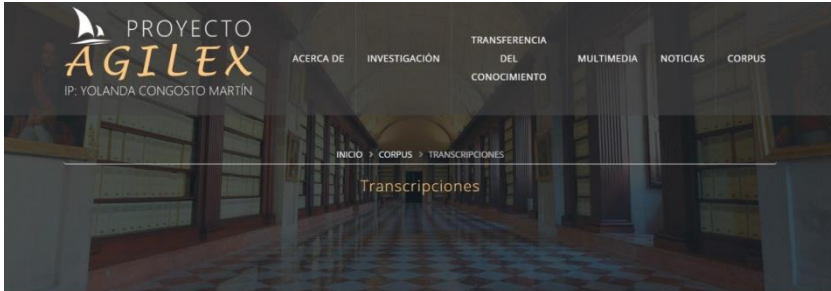 PROYECTO
AGILEX
IP: YOLANDA CONGOSTO MARTÍN
ACERCA DE
INVESTIGACIÓN
TRANSFERENCIA
DEL
CONOCIMIENTO
MULTIMEDIA
NOTICIAS
CORPUS
INICIO > CORPUS > TRANSCRIPCIONES
Transcripciones